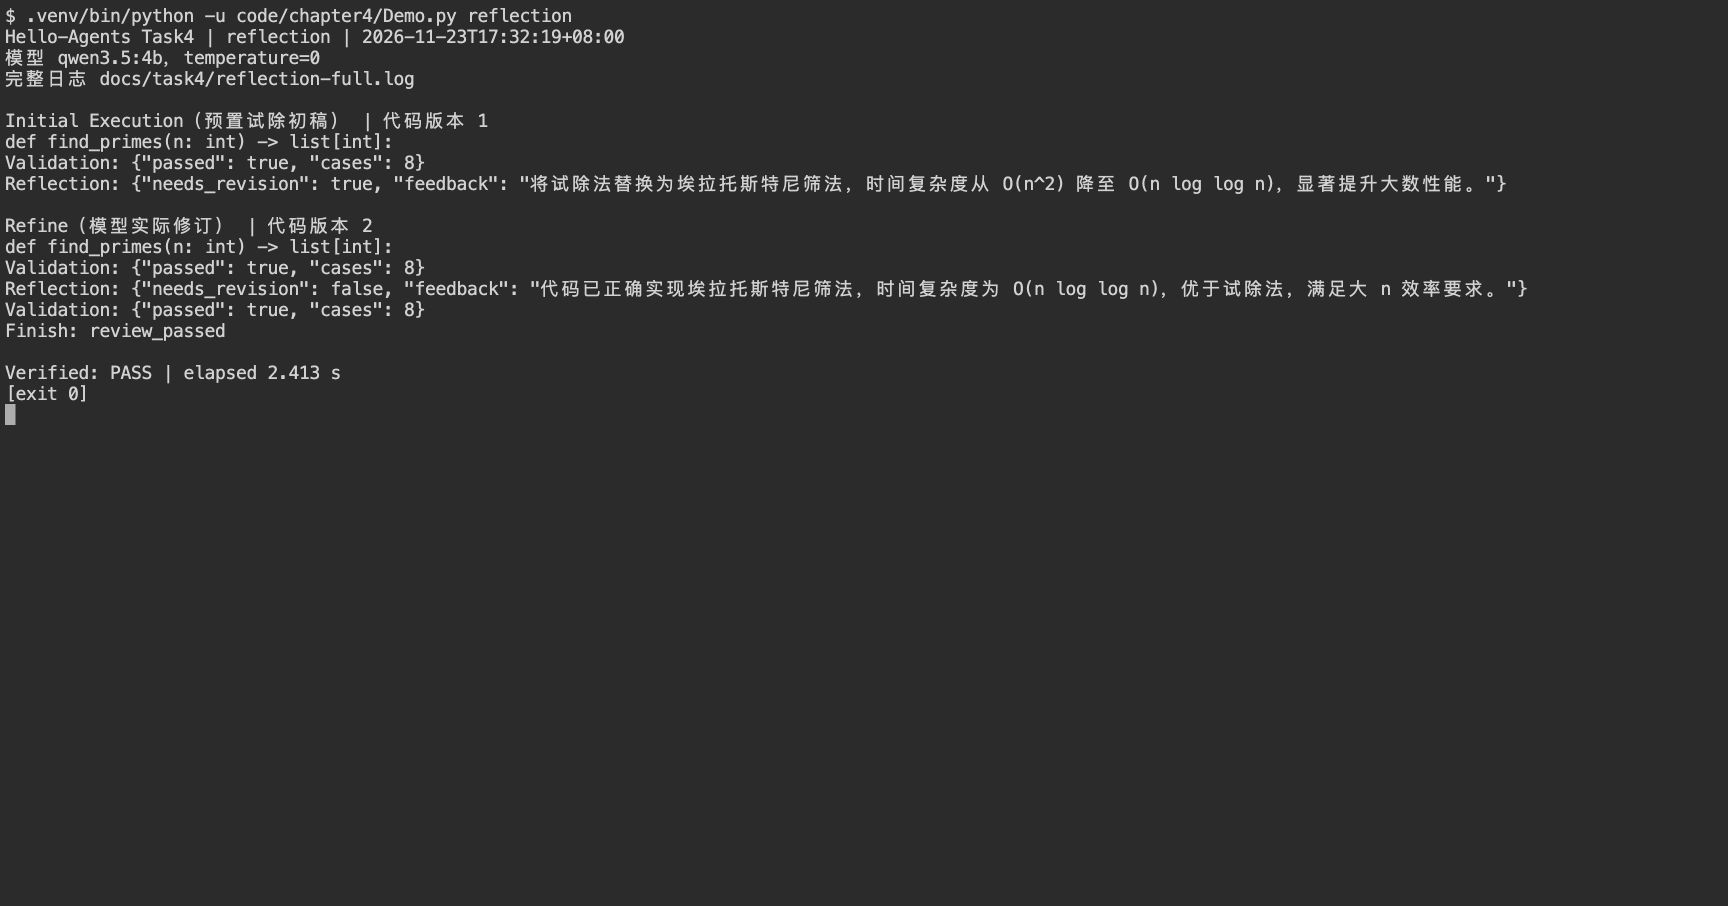 $ .venv/bin/python -u code/chapter4/Demo.py reflection
Hello-Agents Task4 | reflection | 2026-11-23T17:32:19+08:00
模型 qwen3.5:4b, temperature=0
完整日志 docs/task4/reflection-full.log
Initial Execution（预置试除初稿） | 代码版本 1
def find_primes(n: int) -> list[int]:
Validation: {"passed": true, "cases": 8}
Reflection: {"needs_revision": true, "feedback": "将试除法替换为埃拉托斯特尼筛法，时间复杂度从 O(n^2) 降至 O(n log log n)，显著提升大数性能。"}
Refine（模型实际修订） | 代码版本 2
def find_primes(n: int) -> list[int]:
Validation: {"passed": true, "cases": 8}
Reflection: {"needs_revision": false, "feedback": "代码已正确实现埃拉托斯特尼筛法，时间复杂度为 O(n log log n)，优于试除法，满足大 n 效率要求。"}
Validation: {"passed": true, "cases": 8}
Finish: review_passed
Verified: PASS | elapsed 2.413 s
[exit 0]